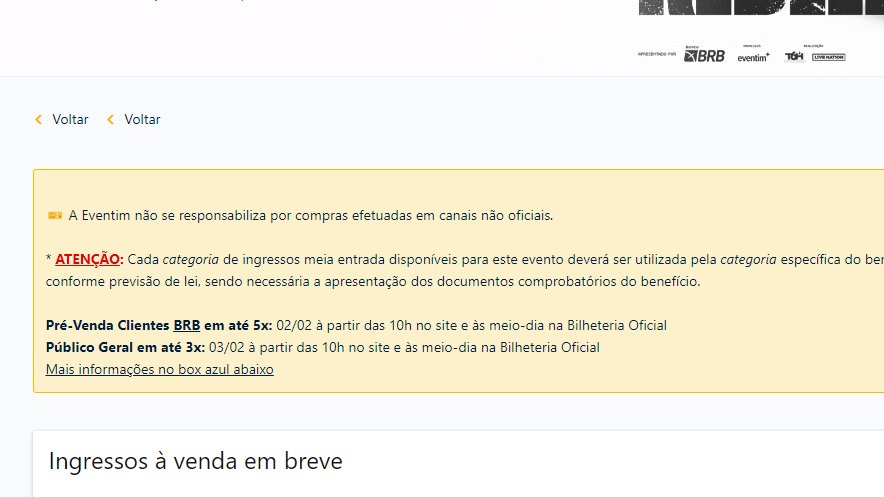 APRESENTADO POR
BANCO
BRB
INGRESSOS
eventim+
REALIZAÇÃO
T6H
LIVE NATION
Voltar Voltar
A Eventim não se responsabiliza por compras efetuadas em canais não oficiais.
* ATENÇÃO: Cada categoria de ingressos meia entrada disponíveis para este evento deverá ser utilizada pela categoria específica do
conforme previsão de lei, sendo necessária a apresentação dos documentos comprobatórios do benefício.
Pré-Venda Clientes BRB em até 5x: 02/02 à partir das 10h no site e às meio-dia na Bilheteria Oficial
Público Geral em até 3x: 03/02 à partir das 10h no site e às meio-dia na Bilheteria Oficial
Mais informações no box azul abaixo
Ingressos à venda em breve